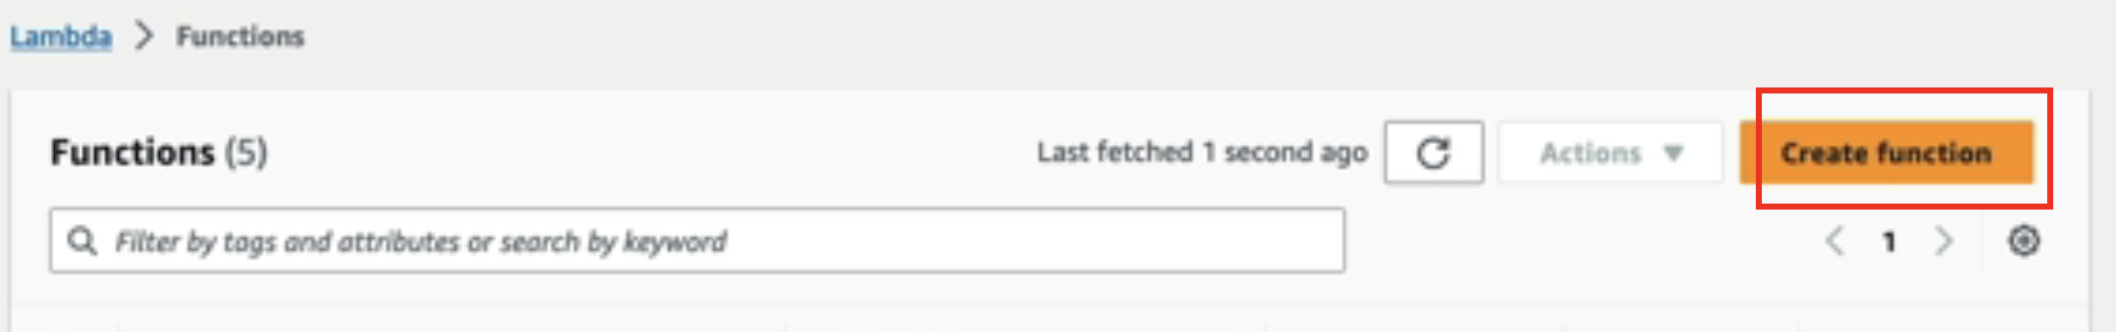 Lambda > Functions
Functions (5)
Last fetched 1 second ago
Actions
Create function
Filter by tags and attributes or search by keyword
1